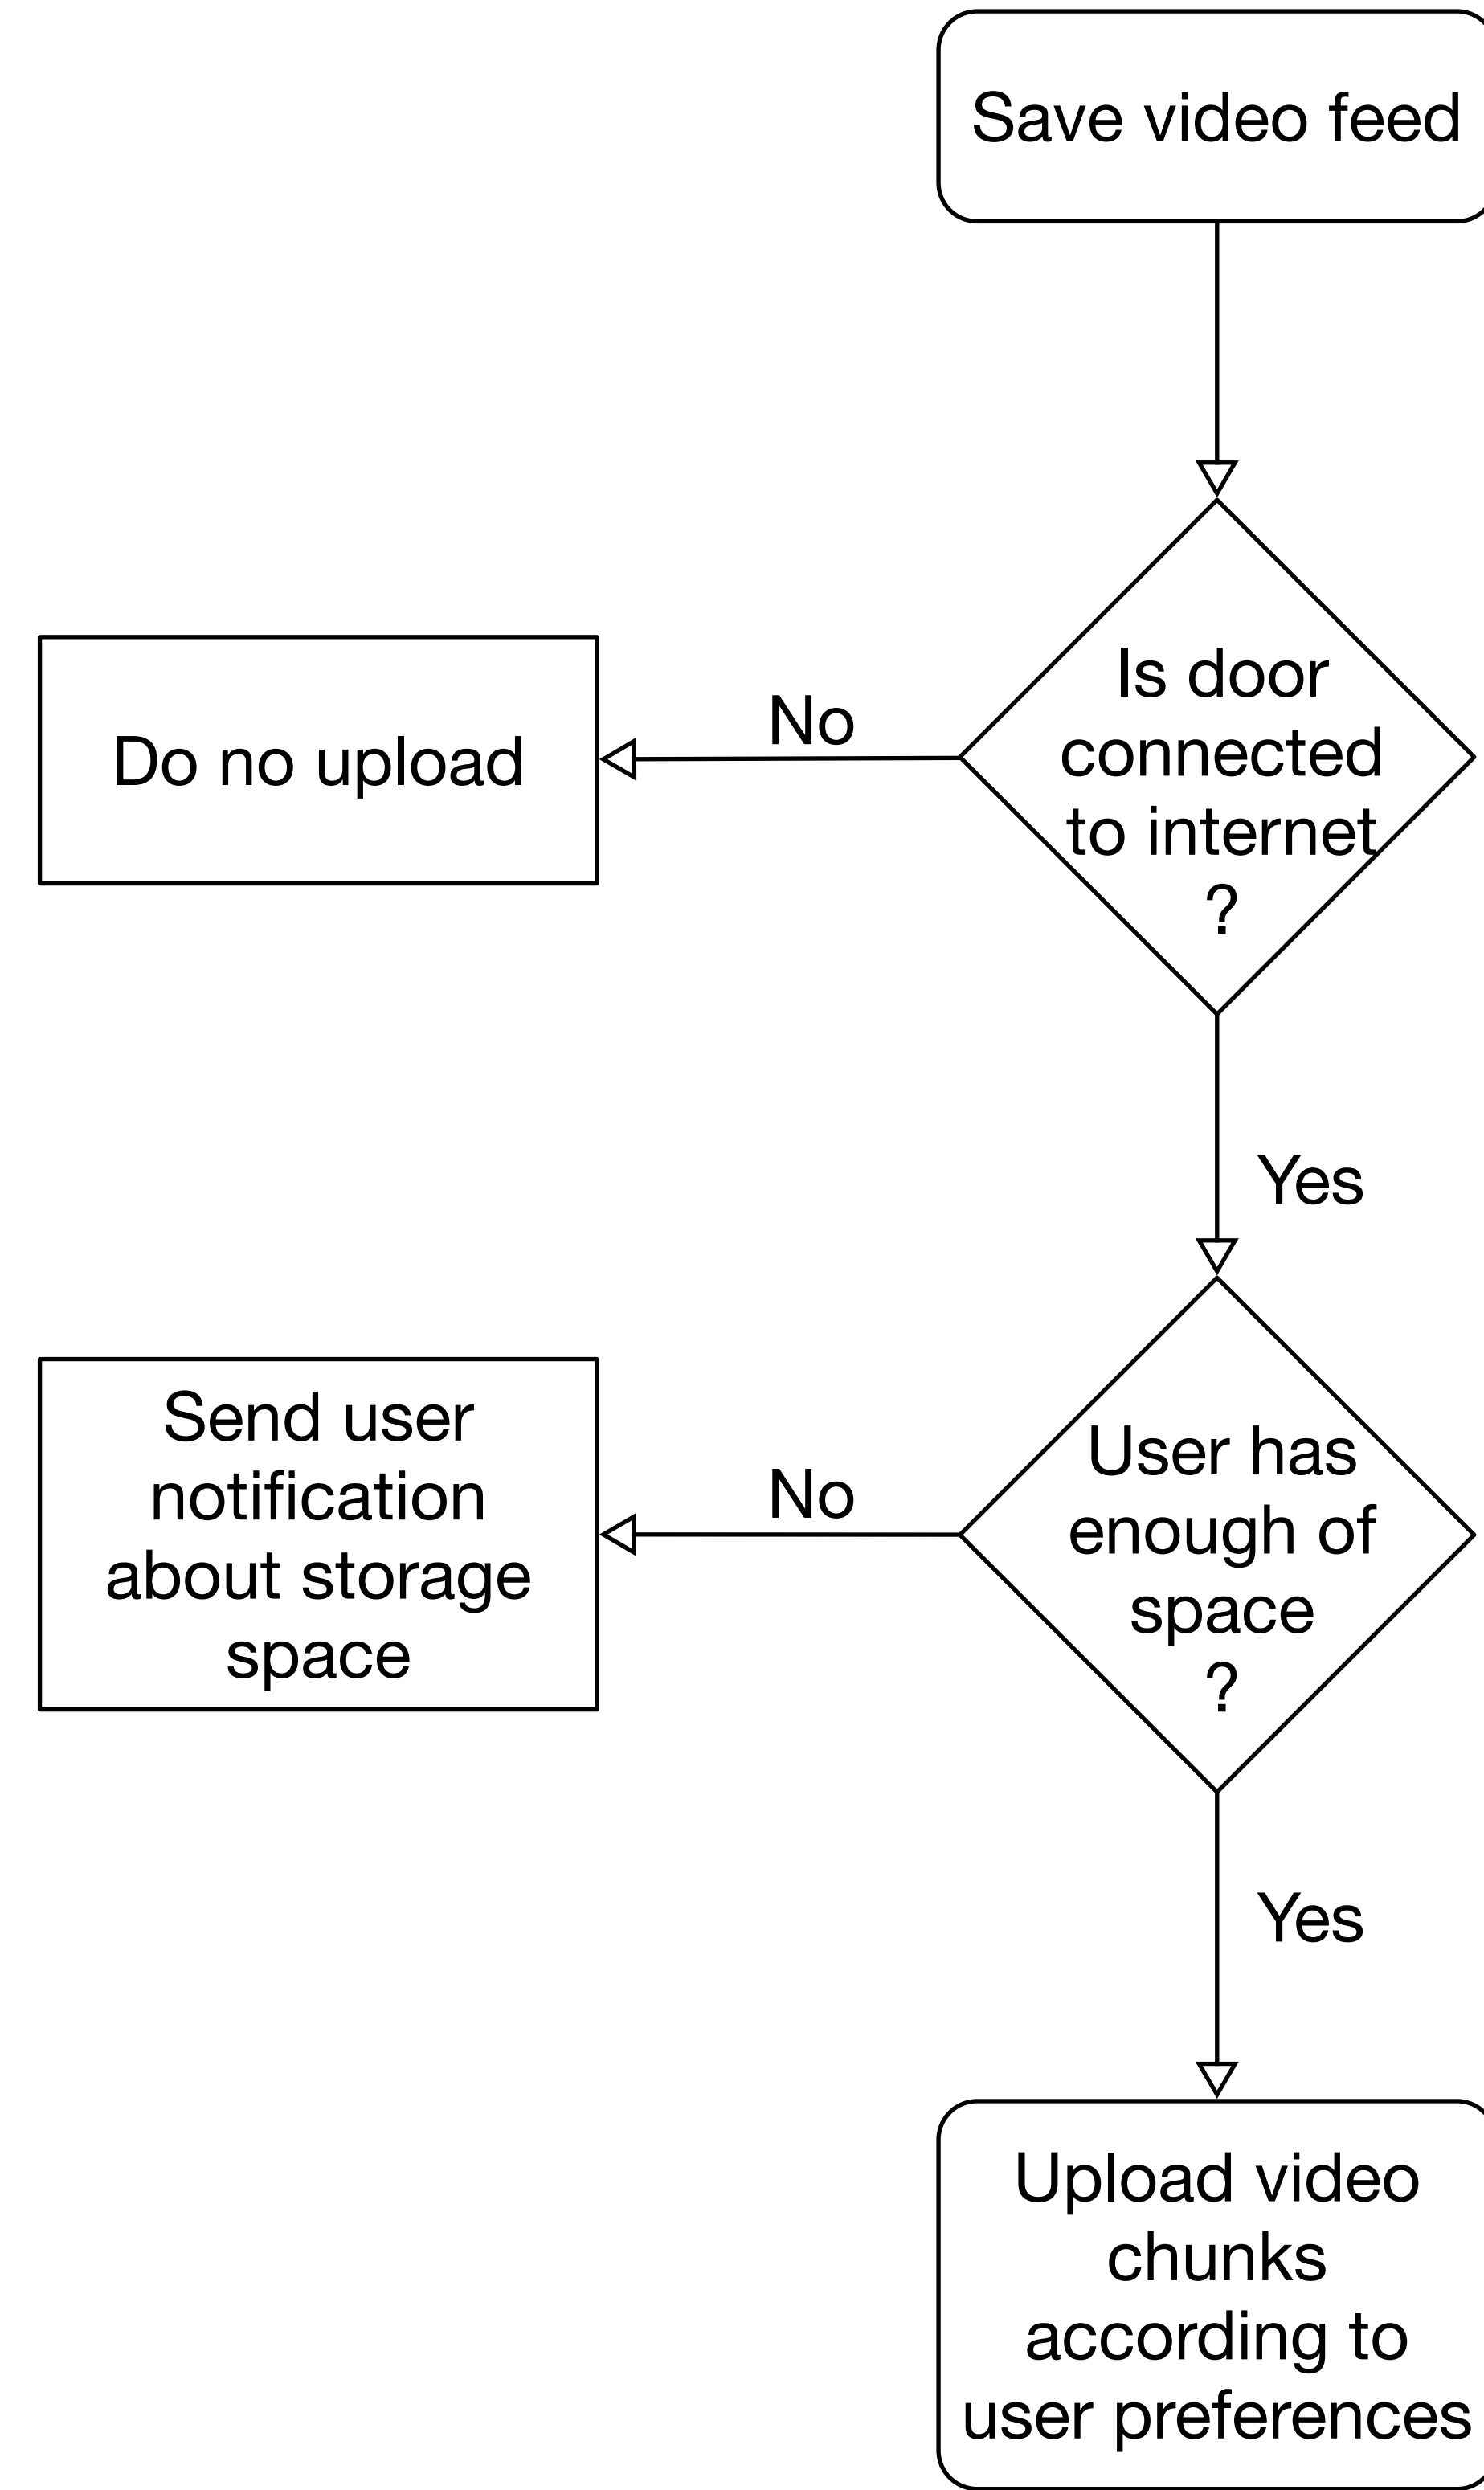 Save video feed
Is door
connected
to internet
?
No
Do no upload
Yes
User has
enough of
space
?
No
Send user
notification
about storage
space
Yes
Upload video
chunks
according to
user preferences